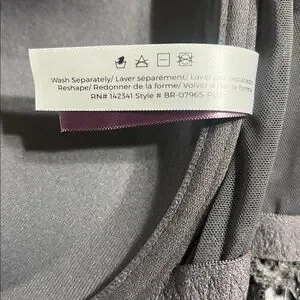 Wash Separately/ Laver séparément/ Lavar por separado
Reshape/ Redonner de la forme/ Volver a dar la forma
RN# 142341 Style # BR-07965-PLUS